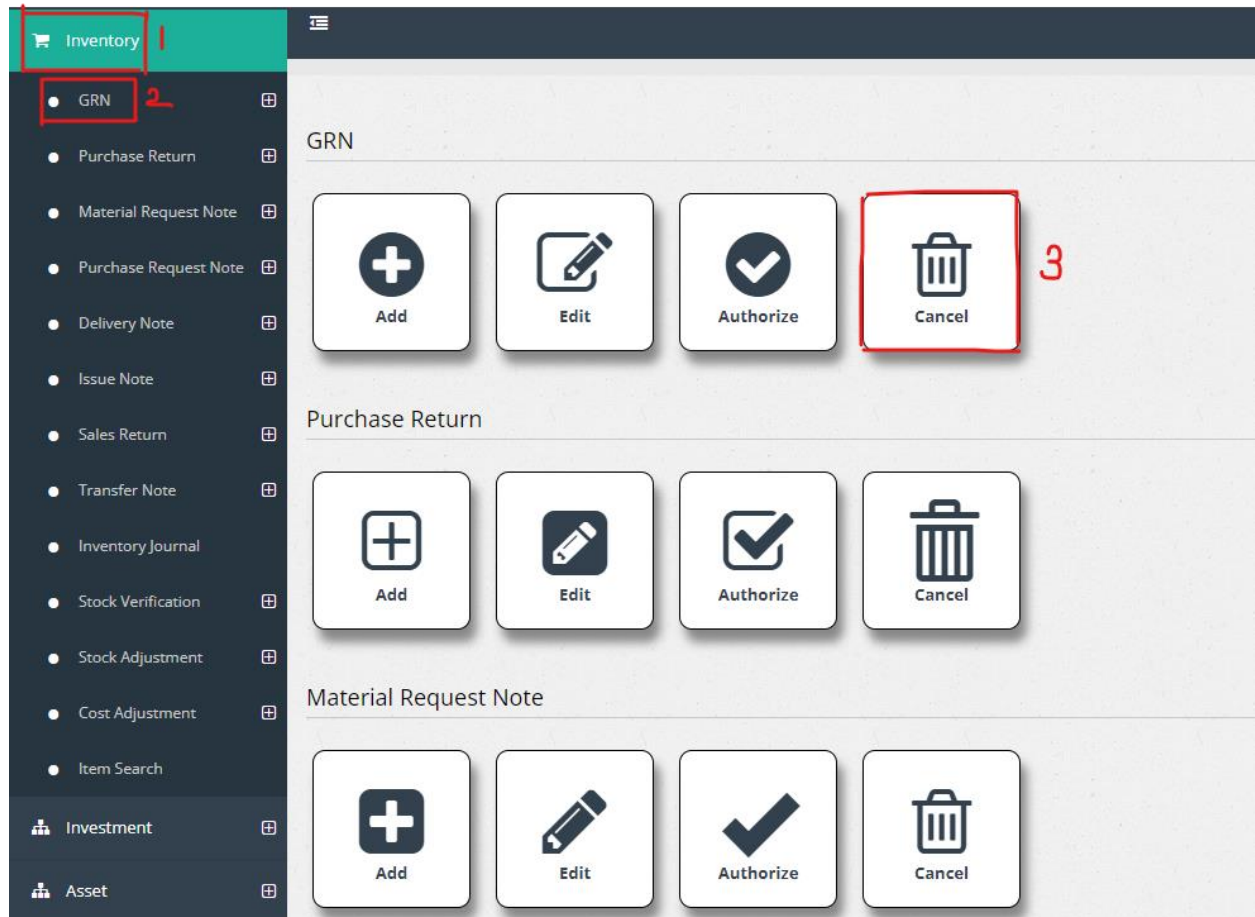 Inventory 1
GRN 2
Purchase Return
Material Request Note
Purchase Request Note
Delivery Note
Issue Note
Sales Return
Transfer Note
Inventory Journal
Stock Verification
Stock Adjustment
Cost Adjustment
Item Search
Investment
Asset
GRN
Add Edit Authorize Cancel 3
Purchase Return
Add Edit Authorize Cancel
Material Request Note
Add Edit Authorize Cancel